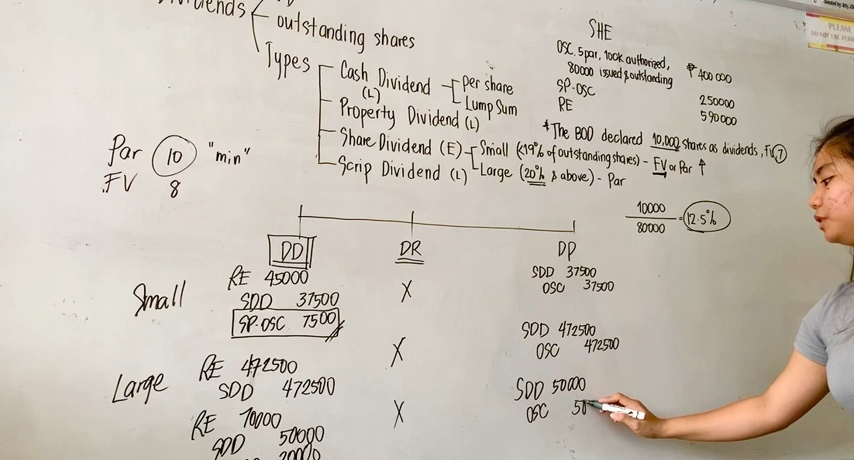 outstanding shares
Types
Cash Dividend (L)
Per share
Lump Sum
Property Dividend (L)
Share Dividend (E)
Small (<19% of outstanding shares) - FV or Par ↑
Large (20% & above) - Par
Scrip Dividend (L)
SHE
OSC, 5 par, 100k authorized,
80000 issued & outstanding ₱400 000
SP-OSC 250000
RE 590000
*The BOD declared 10,000 shares as dividends, FV 7
10000
80000 = 12.5%
Par 10 "min"
FV 8
DD DR DP
Small
RE 45000
SDD 37500
SP-OSC 7500
X
SDD 37500
OSC 37500
Large
RE 472500
SDD 472500
X
SDD 472500
OSC 472500
RE 70000
SDD 50000
20000
X
SDD 50000
OSC 50
PLEASE